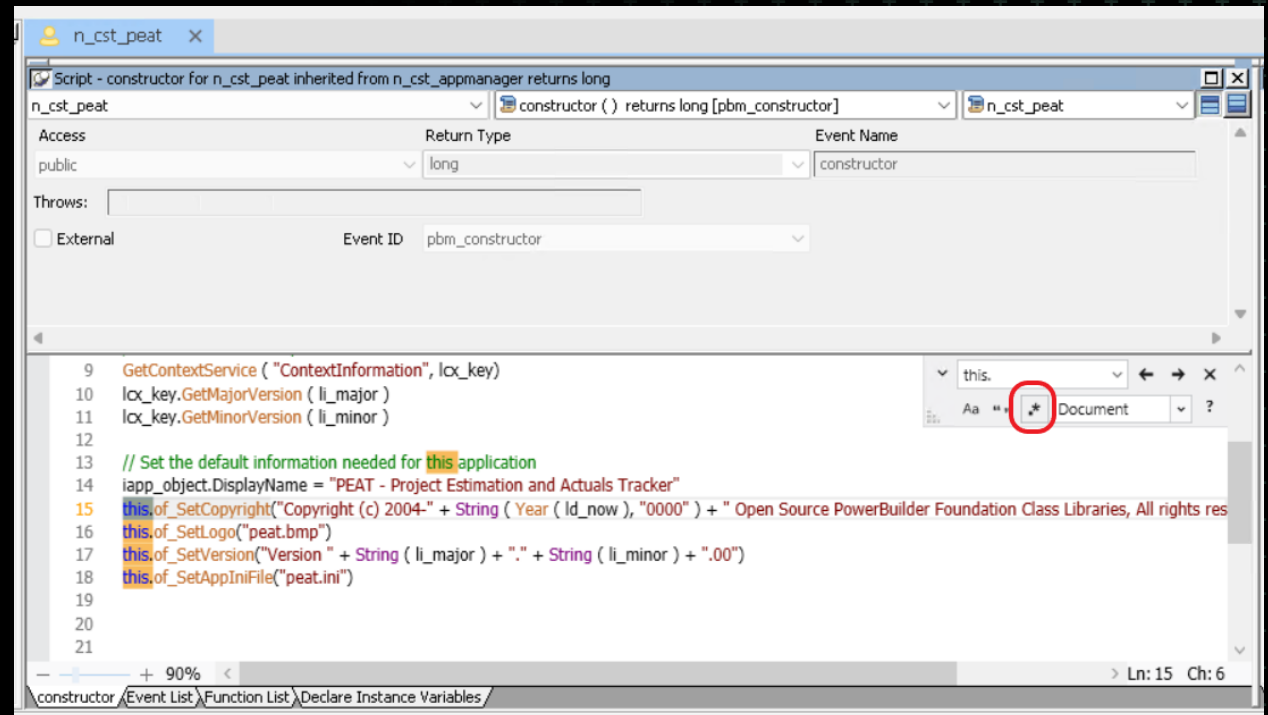 n_cst_peat
Script - constructor for n_cst_peat inherited from n_cst_appmanager returns long
n_cst_peat constructor ( ) returns long [pbm_constructor] n_cst_peat
Access Return Type Event Name
public long constructor
Throws:
External Event ID pbm_constructor
9 GetContextService ( "ContextInformation", lcx_key)
10 lcx_key.GetMajorVersion ( li_major )
11 lcx_key.GetMinorVersion ( li_minor )
12
13 // Set the default information needed for this application
14 iapp_object.DisplayName = "PEAT - Project Estimation and Actuals Tracker"
15 this.of_SetCopyright("Copyright (c) 2004-" + String ( Year ( ld_now ), "0000" ) + " Open Source PowerBuilder Foundation Class Libraries, All rights res
16 this.of_SetLogo("peat.bmp")
17 this.of_SetVersion("Version " + String ( li_major ) + "." + String ( li_minor ) + ".00")
18 this.of_SetAppIniFile("peat.ini")
19
20
21
this.
Aa “” .* Document ?
90% Ln: 15 Ch: 6
constructor Event List Function List Declare Instance Variables